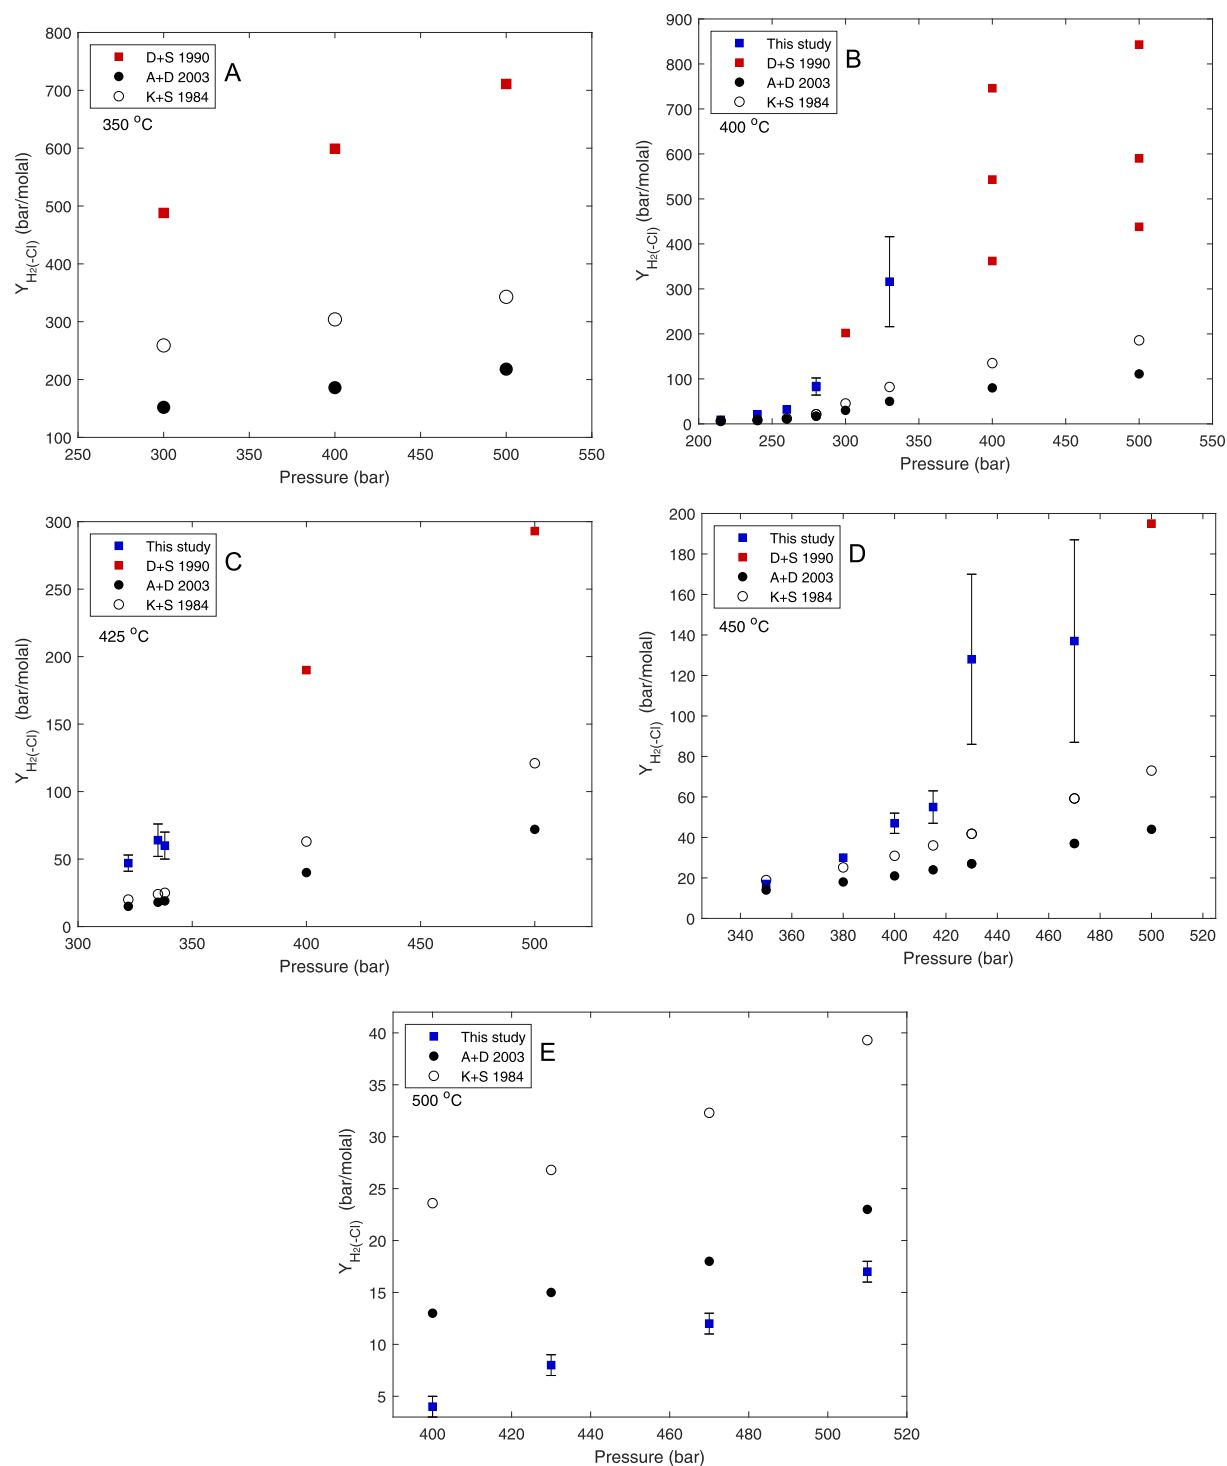 800
700
600
500
400
300
200
100
250
300
350
400
450
500
550
Pressure (bar)
Y H2(-Cl) (bar/molal)
D+S 1990
A+D 2003
K+S 1984
A
350 °C
900
800
700
600
500
400
300
200
100
0
200
250
300
350
400
450
500
550
Pressure (bar)
Y H2(-Cl) (bar/molal)
This study
D+S 1990
A+D 2003
K+S 1984
B
400 °C
300
250
200
150
100
50
0
300
350
400
450
500
Pressure (bar)
Y H2(-Cl) (bar/molal)
This study
D+S 1990
A+D 2003
K+S 1984
C
425 °C
200
180
160
140
120
100
80
60
40
20
0
340
360
380
400
420
440
460
480
500
520
Pressure (bar)
Y H2(-Cl) (bar/molal)
This study
D+S 1990
A+D 2003
K+S 1984
D
450 °C
40
35
30
25
20
15
10
5
400
420
440
460
480
500
520
Pressure (bar)
Y H2(-Cl) (bar/molal)
This study
A+D 2003
K+S 1984
E
500 °C